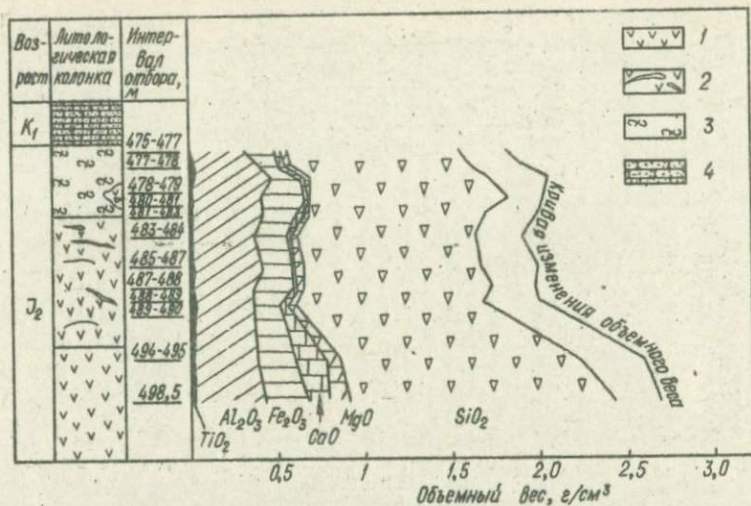 Воз-
раст
Литоло-
гическая
колонка
Интер-
вал
отбора,
м
К₁
J₂
475-477
477-478
478-479
480-481
481-483
483-484
485-487
487-488
488-489
489-490
494-495
498,5
TiO₂
Al₂O₃
Fe₂O₃
CaO
MgO
SiO₂
Кривая изменения объемного веса
1
2
3
4
0,5
1
1,5
2,0
2,5
3,0
Объемный вес, г/см³